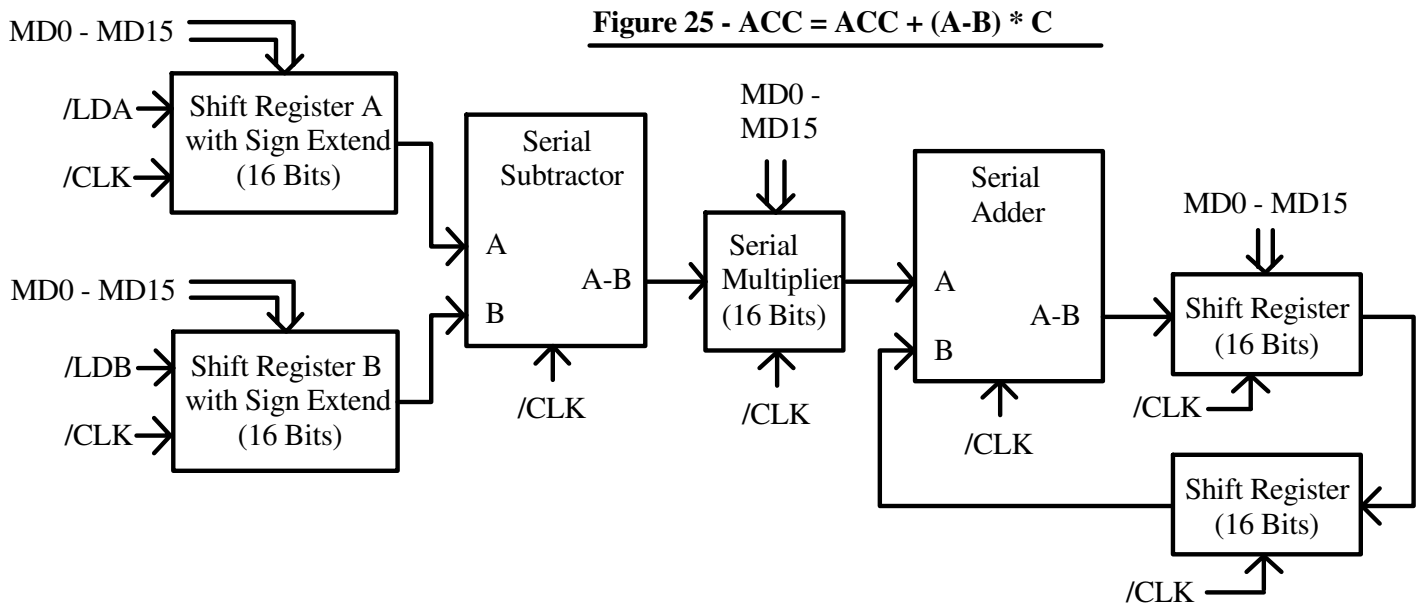 Figure 25 - ACC = ACC + (A-B) * C
MD0 - MD15
/LDA
/CLK
Shift Register A
with Sign Extend
(16 Bits)
MD0 - MD15
/LDB
/CLK
Shift Register B
with Sign Extend
(16 Bits)
Serial
Subtractor
A
B
A-B
/CLK
MD0 -
MD15
Serial
Multiplier
(16 Bits)
/CLK
Serial
Adder
A
B
A-B
/CLK
MD0 - MD15
Shift Register
(16 Bits)
/CLK
Shift Register
(16 Bits)
/CLK